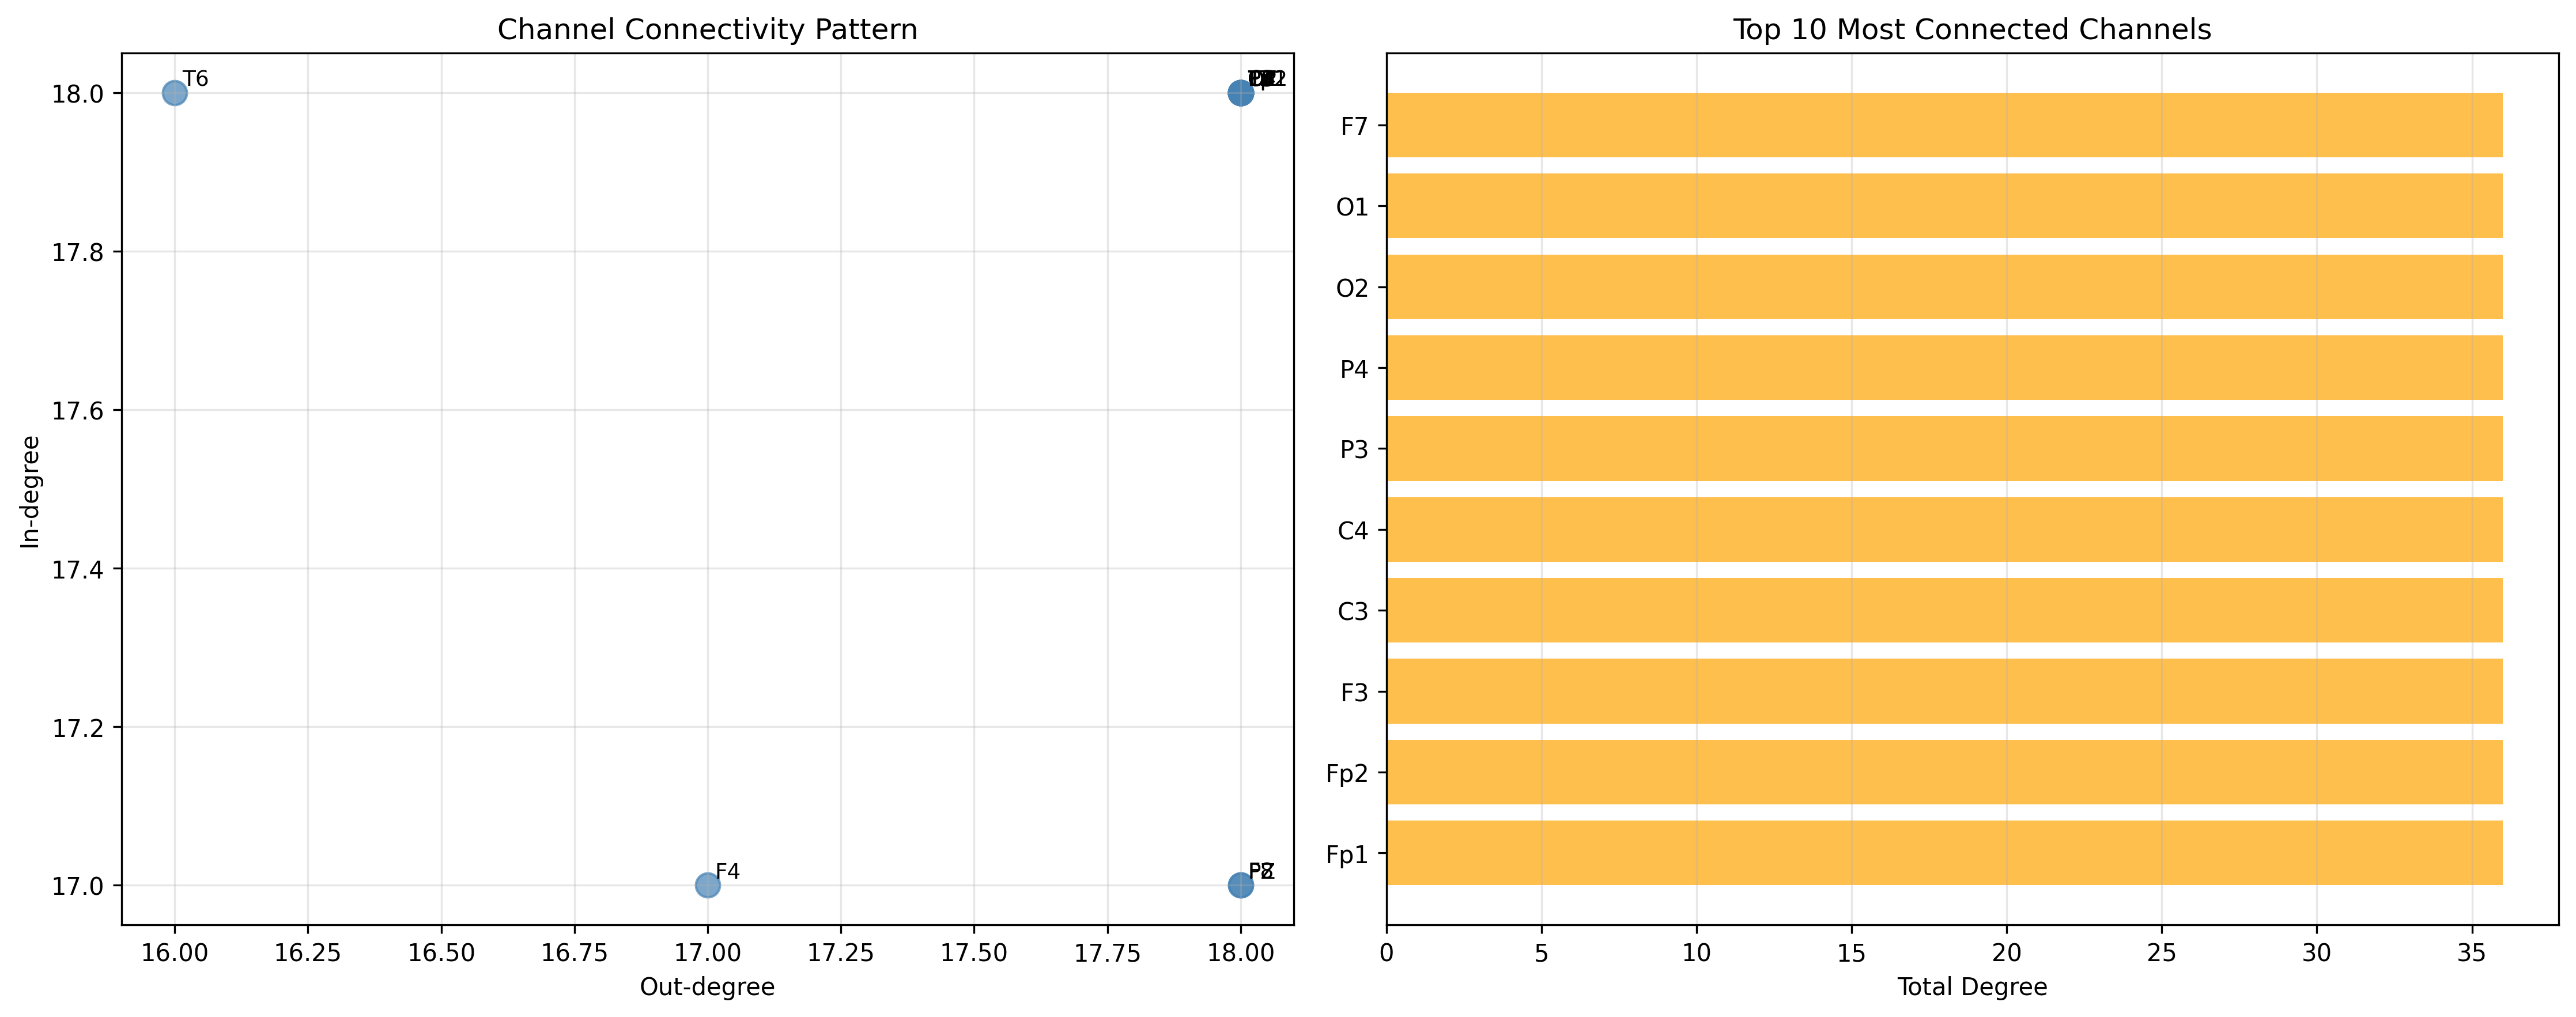 Channel Connectivity Pattern
T6
F4
18.0
17.8
17.6
17.4
17.2
17.0
In-degree
16.00 16.25 16.50 16.75 17.00 17.25 17.50 17.75 18.00
Out-degree
Top 10 Most Connected Channels
F7
O1
O2
P4
P3
C4
C3
F3
Fp2
Fp1
0 5 10 15 20 25 30 35
Total Degree